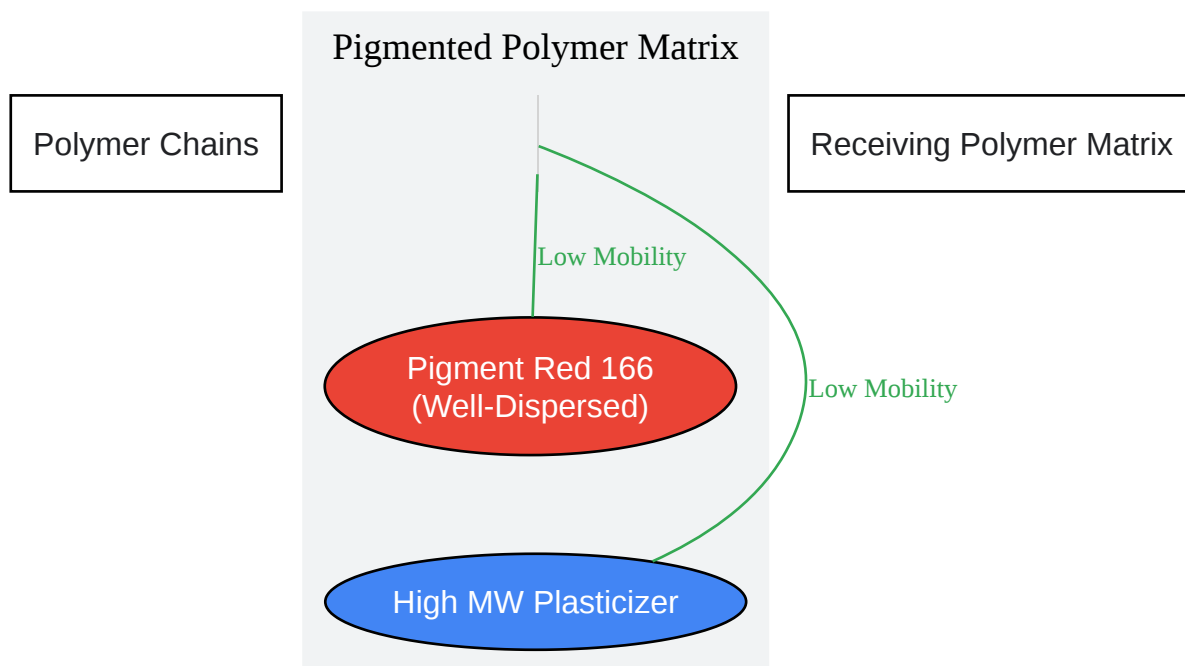 Pigmented Polymer Matrix
Polymer Chains
Receiving Polymer Matrix
Low Mobility
Pigment Red 166
(Well-Dispersed)
Low Mobility
High MW Plasticizer